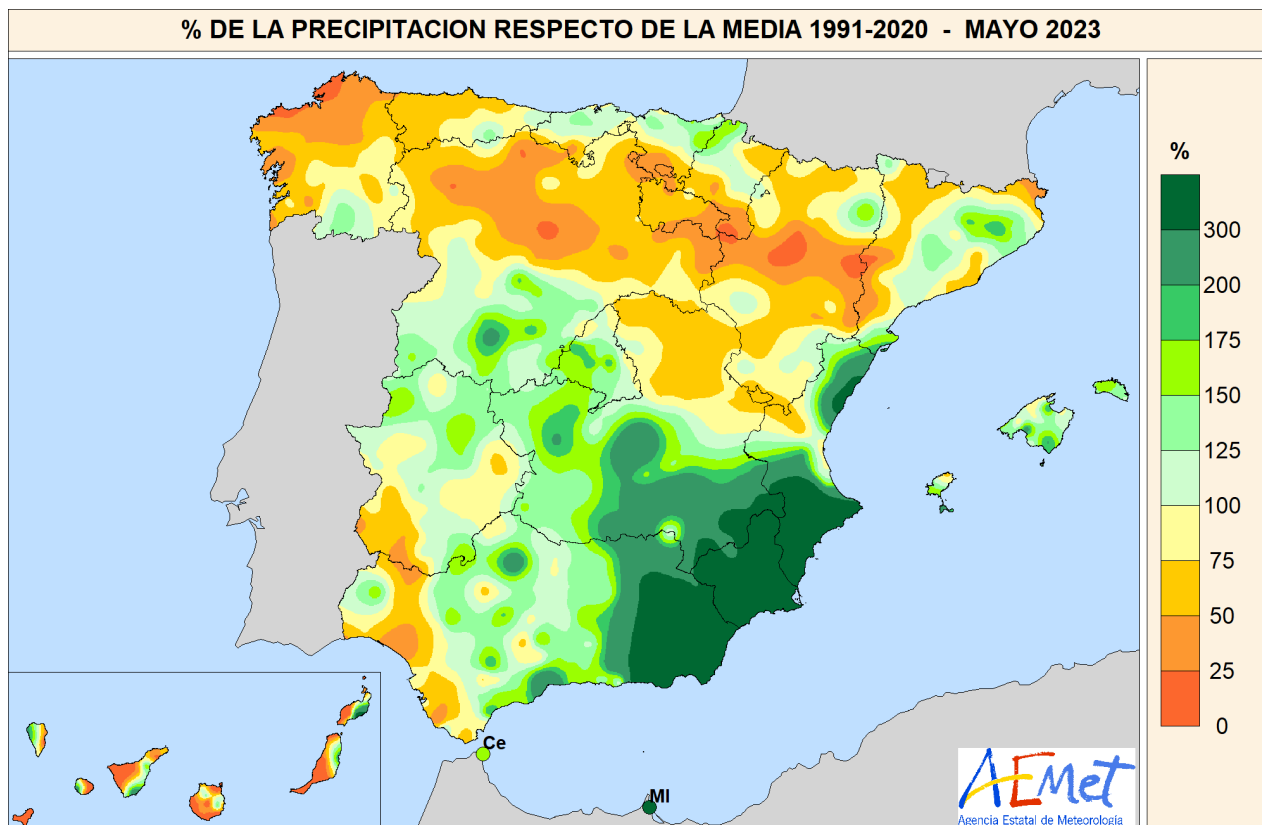 % DE LA PRECIPITACION RESPECTO DE LA MEDIA 1991-2020 - MAYO 2023
%
300
200
175
150
125
100
75
50
25
0
Ce
Ml
AEMet
Agencia Estatal de Meteorología